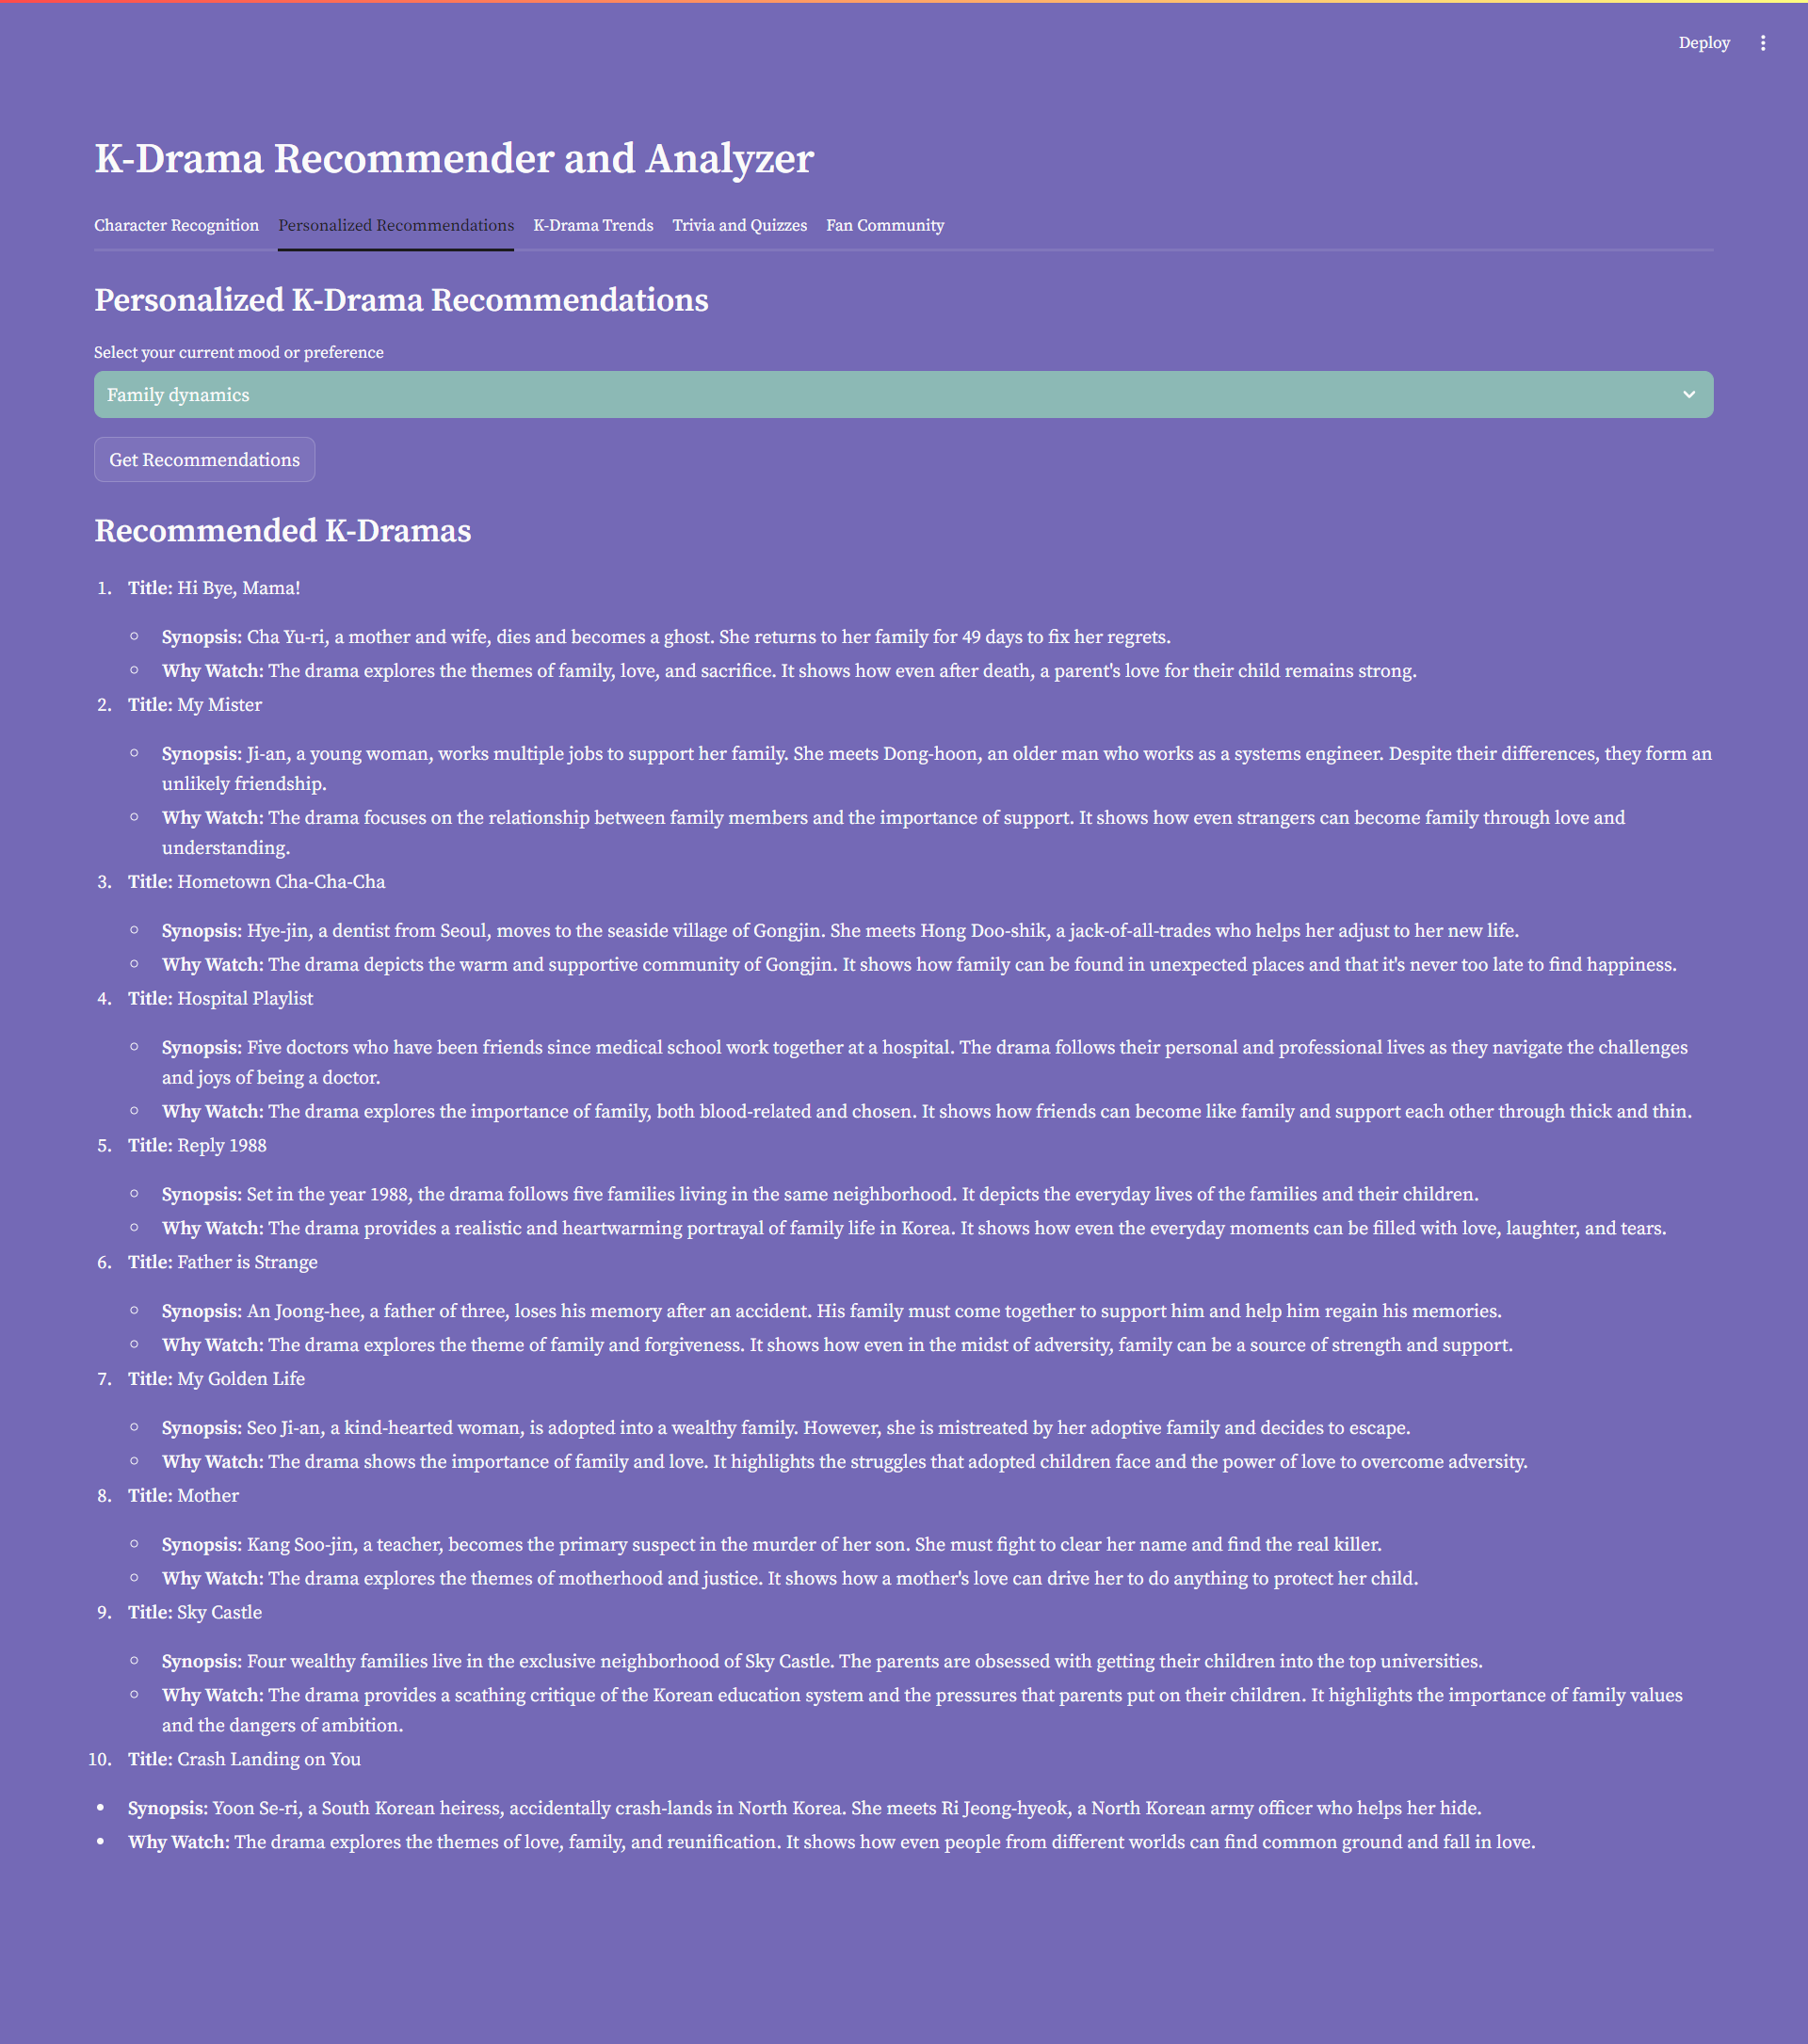 Deploy
K-Drama Recommender and Analyzer
Character Recognition Personalized Recommendations K-Drama Trends Trivia and Quizzes Fan Community
Personalized K-Drama Recommendations
Select your current mood or preference
Family dynamics
Get Recommendations
Recommended K-Dramas
1. Title: Hi Bye, Mama!
Synopsis: Cha Yu-ri, a mother and wife, dies and becomes a ghost. She returns to her family for 49 days to fix her regrets.
Why Watch: The drama explores the themes of family, love, and sacrifice. It shows how even after death, a parent's love for their child remains strong.
2. Title: My Mister
Synopsis: Ji-an, a young woman, works multiple jobs to support her family. She meets Dong-hoon, an older man who works as a systems engineer. Despite their differences, they form an
unlikely friendship.
Why Watch: The drama focuses on the relationship between family members and the importance of support. It shows how even strangers can become family through love and
understanding.
3. Title: Hometown Cha-Cha-Cha
Synopsis: Hye-jin, a dentist from Seoul, moves to the seaside village of Gongjin. She meets Hong Doo-shik, a jack-of-all-trades who helps her adjust to her new life.
Why Watch: The drama depicts the warm and supportive community of Gongjin. It shows how family can be found in unexpected places and that it's never too late to find happiness.
4. Title: Hospital Playlist
Synopsis: Five doctors who have been friends since medical school work together at a hospital. The drama follows their personal and professional lives as they navigate the challenges
and joys of being a doctor.
Why Watch: The drama explores the importance of family, both blood-related and chosen. It shows how friends can become like family and support each other through thick and thin.
5. Title: Reply 1988
Synopsis: Set in the year 1988, the drama follows five families living in the same neighborhood. It depicts the everyday lives of the families and their children.
Why Watch: The drama provides a realistic and heartwarming portrayal of family life in Korea. It shows how even the everyday moments can be filled with love, laughter, and tears.
6. Title: Father is Strange
Synopsis: An Joong-hee, a father of three, loses his memory after an accident. His family must come together to support him and help him regain his memories.
Why Watch: The drama explores the theme of family and forgiveness. It shows how even in the midst of adversity, family can be a source of strength and support.
7. Title: My Golden Life
Synopsis: Seo Ji-an, a kind-hearted woman, is adopted into a wealthy family. However, she is mistreated by her adoptive family and decides to escape.
Why Watch: The drama shows the importance of family and love. It highlights the struggles that adopted children face and the power of love to overcome adversity.
8. Title: Mother
Synopsis: Kang Soo-jin, a teacher, becomes the primary suspect in the murder of her son. She must fight to clear her name and find the real killer.
Why Watch: The drama explores the themes of motherhood and justice. It shows how a mother's love can drive her to do anything to protect her child.
9. Title: Sky Castle
Synopsis: Four wealthy families live in the exclusive neighborhood of Sky Castle. The parents are obsessed with getting their children into the top universities.
Why Watch: The drama provides a scathing critique of the Korean education system and the pressures that parents put on their children. It highlights the importance of family values
and the dangers of ambition.
10. Title: Crash Landing on You
Synopsis: Yoon Se-ri, a South Korean heiress, accidentally crash-lands in North Korea. She meets Ri Jeong-hyeok, a North Korean army officer who helps her hide.
Why Watch: The drama explores the themes of love, family, and reunification. It shows how even people from different worlds can find common ground and fall in love.